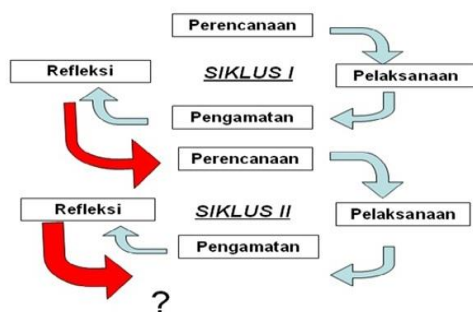 Perencanaan
Refleksi
SIKLUS I
Pelaksanaan
Pengamatan
Perencanaan
Refleksi
SIKLUS II
Pelaksanaan
Pengamatan
?